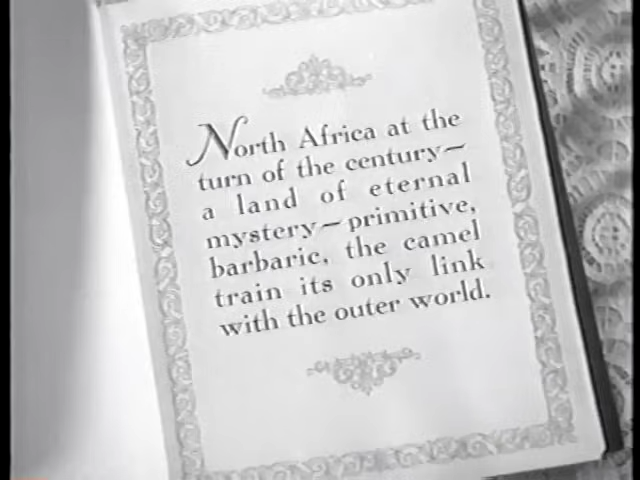 North Africa at the
turn of the century—
a land of eternal
mystery—primitive,
barbaric, the camel
train its only link
with the outer world.